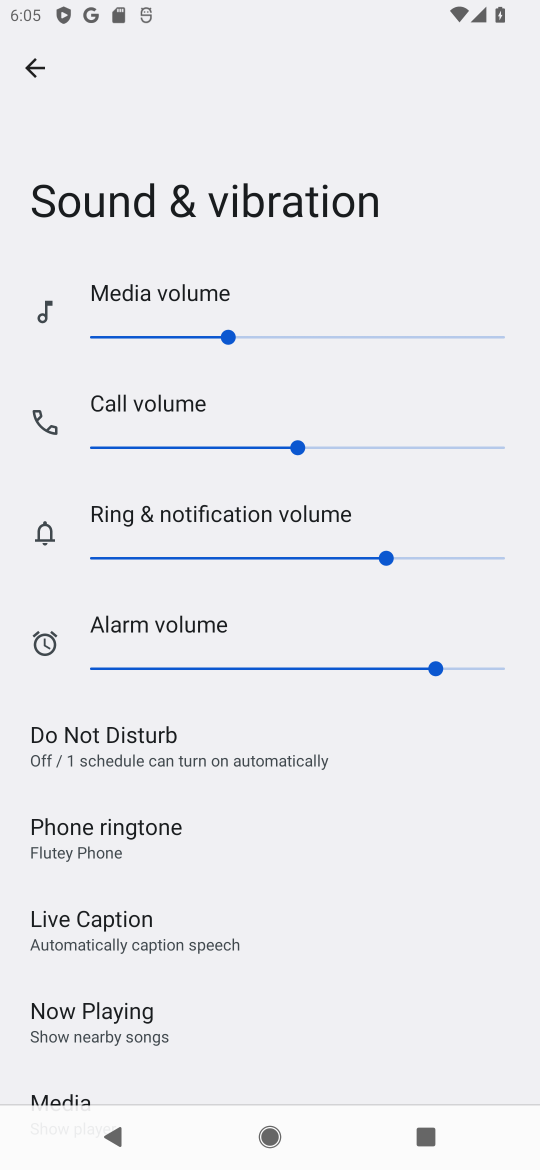 6:05
Sound & vibration
Media volume
Call volume
Ring & notification volume
Alarm volume
Do Not Disturb
Off / 1 schedule can turn on automatically
Phone ringtone
Flutey Phone
Live Caption
Automatically caption speech
Now Playing
Show nearby songs
Media
Show player